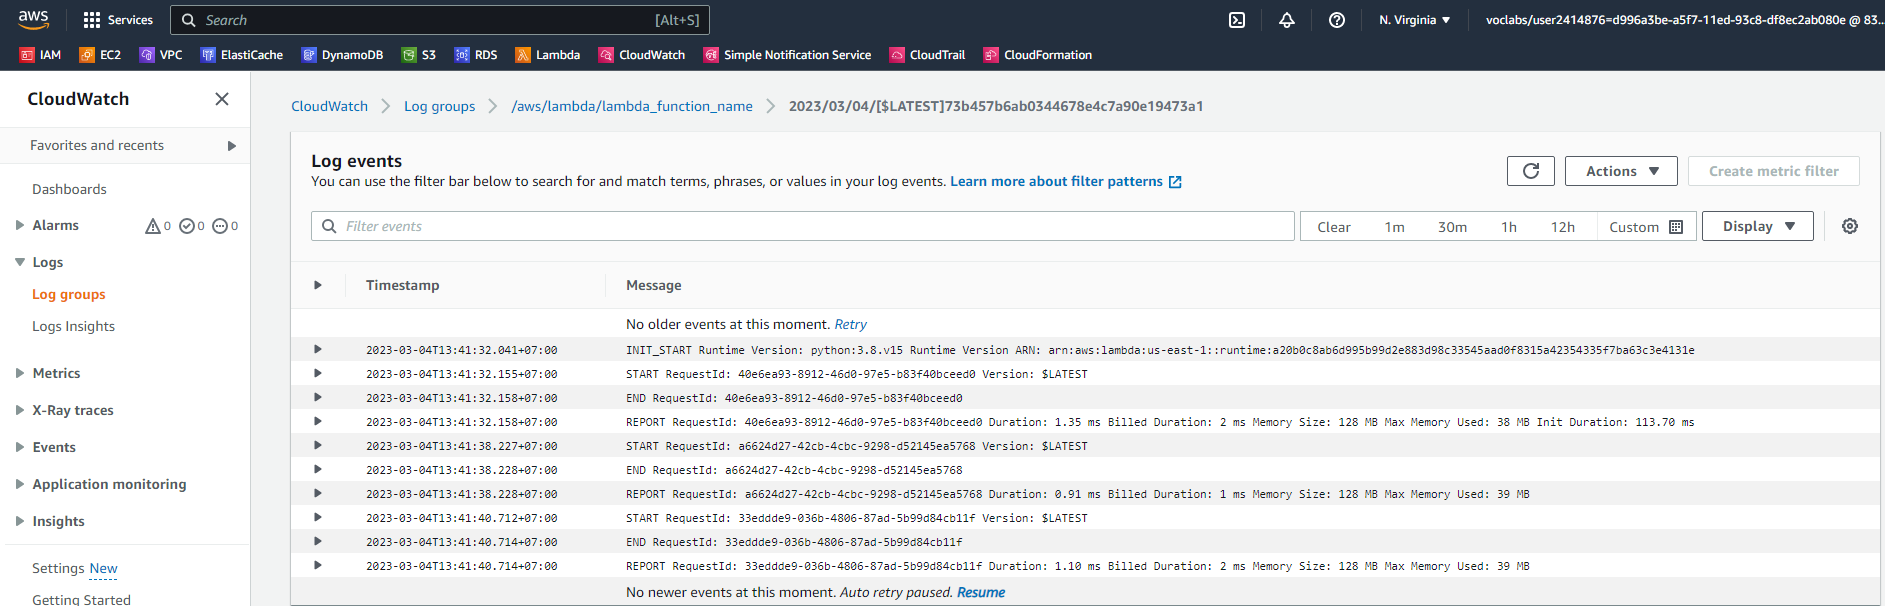 aws
Services
Search [Alt+S]
N. Virginia
voclabs/user2414876=d996a3be-a5f7-11ed-93c8-df8ec2ab080e @ 83...
IAM EC2 VPC ElastiCache DynamoDB S3 RDS Lambda CloudWatch Simple Notification Service CloudTrail CloudFormation
CloudWatch
Favorites and recents
Dashboards
Alarms 0 0 0
Logs
Log groups
Logs Insights
Metrics
X-Ray traces
Events
Application monitoring
Insights
Settings New
Getting Started
CloudWatch Log groups /aws/lambda/lambda_function_name 2023/03/04/[$LATEST]73b457b6ab0344678e4c7a90e19473a1
Log events
You can use the filter bar below to search for and match terms, phrases, or values in your log events. Learn more about filter patterns
Actions
Create metric filter
Filter events
Clear 1m 30m 1h 12h Custom
Display
Timestamp Message
No older events at this moment. Retry
2023-03-04T13:41:32.041+07:00 INIT_START Runtime Version: python:3.8.v15 Runtime Version ARN: arn:aws:lambda:us-east-1::runtime:a20b0c8ab6d995b99d2e883d98c33545aad0f8315a42354335f7ba63c3e4131e
2023-03-04T13:41:32.155+07:00 START RequestId: 40e6ea93-8912-46d0-97e5-b83f40bceed0 Version: $LATEST
2023-03-04T13:41:32.158+07:00 END RequestId: 40e6ea93-8912-46d0-97e5-b83f40bceed0
2023-03-04T13:41:32.158+07:00 REPORT RequestId: 40e6ea93-8912-46d0-97e5-b83f40bceed0 Duration: 1.35 ms Billed Duration: 2 ms Memory Size: 128 MB Max Memory Used: 38 MB Init Duration: 113.70 ms
2023-03-04T13:41:38.227+07:00 START RequestId: a6624d27-42cb-4cbc-9298-d52145ea5768 Version: $LATEST
2023-03-04T13:41:38.228+07:00 END RequestId: a6624d27-42cb-4cbc-9298-d52145ea5768
2023-03-04T13:41:38.228+07:00 REPORT RequestId: a6624d27-42cb-4cbc-9298-d52145ea5768 Duration: 0.91 ms Billed Duration: 1 ms Memory Size: 128 MB Max Memory Used: 39 MB
2023-03-04T13:41:40.712+07:00 START RequestId: 33eddde9-036b-4806-87ad-5b99d84cb11f Version: $LATEST
2023-03-04T13:41:40.714+07:00 END RequestId: 33eddde9-036b-4806-87ad-5b99d84cb11f
2023-03-04T13:41:40.714+07:00 REPORT RequestId: 33eddde9-036b-4806-87ad-5b99d84cb11f Duration: 1.10 ms Billed Duration: 2 ms Memory Size: 128 MB Max Memory Used: 39 MB
No newer events at this moment. Auto retry paused. Resume